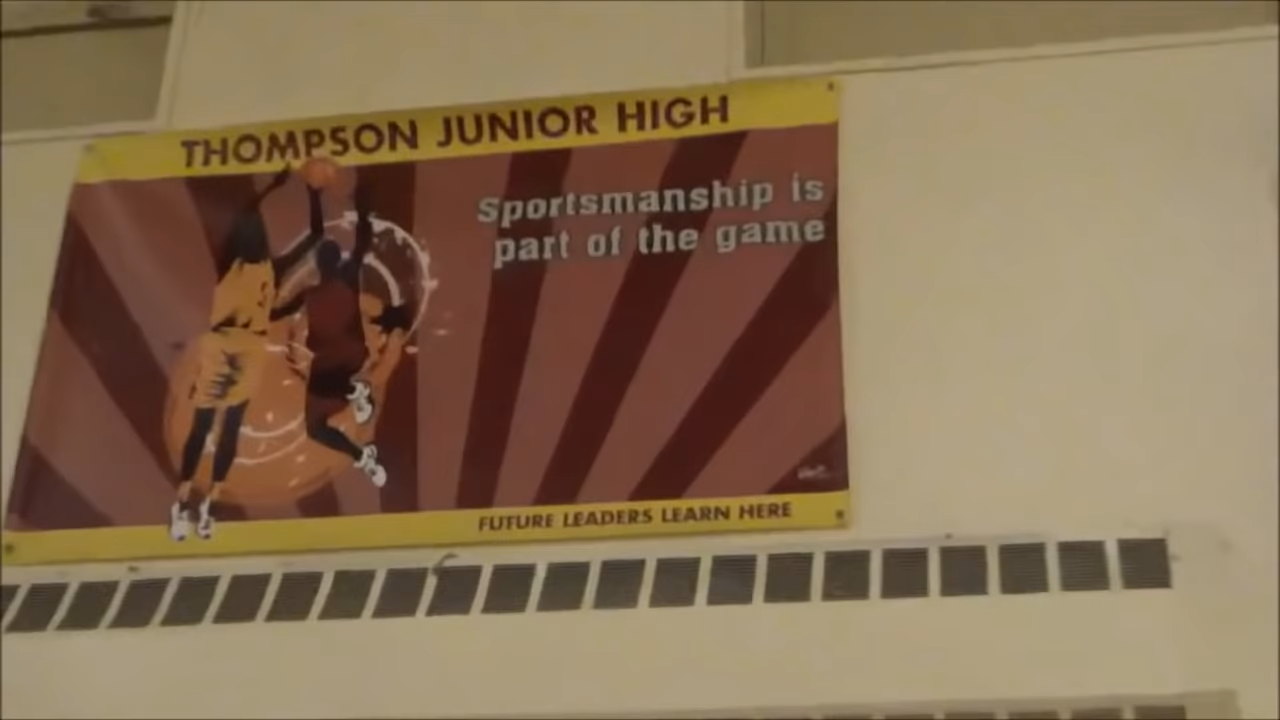 THOMPSON JUNIOR HIGH
Sportsmanship is
part of the game
FUTURE LEADERS LEARN HERE